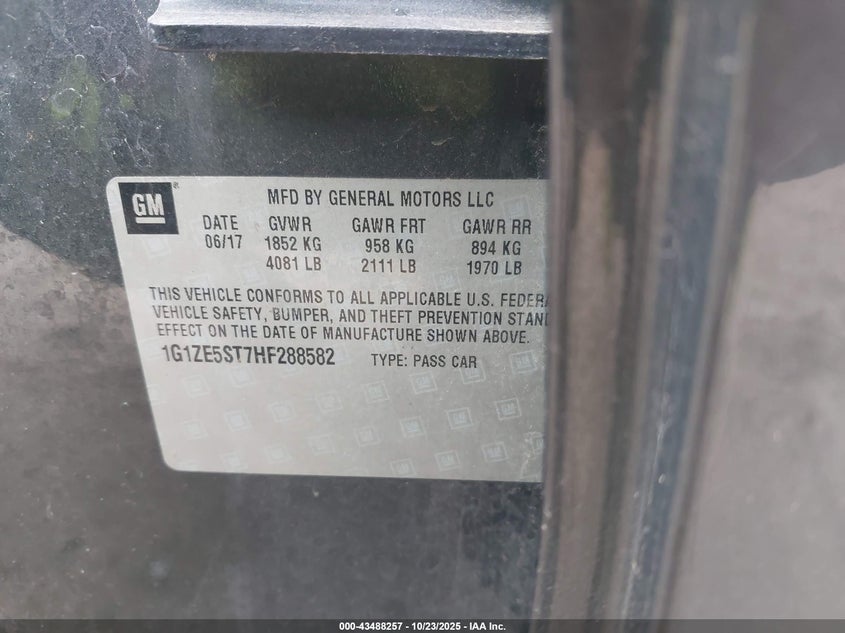 GM
MFD BY GENERAL MOTORS LLC
DATE GVWR GAWR FRT GAWR RR
06/17 1852 KG 958 KG 894 KG
4081 LB 2111 LB 1970 LB
THIS VEHICLE CONFORMS TO ALL APPLICABLE U.S. FEDERA
VEHICLE SAFETY, BUMPER, AND THEFT PREVENTION STAN
EFFECT ON THE DATE OF MANUFACTURE SHOWN ABOVE.
1G1ZE5ST7HF288582 TYPE: PASS CAR
000-43488257 - 10/23/2025 - IAA Inc.